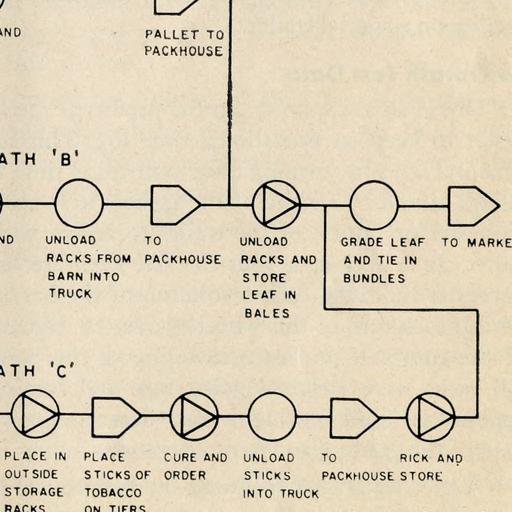 AND
PALLET TO
PACKHOUSE
ATH 'B'
ND
UNLOAD
RACKS FROM
BARN INTO
TRUCK
TO
PACKHOUSE
UNLOAD
RACKS AND
STORE
LEAF IN
BALES
GRADE LEAF
AND TIE IN
BUNDLES
TO MARKE
ATH 'C'
PLACE IN
OUTSIDE
STORAGE
RACKS
PLACE
STICKS OF
TOBACCO
ON TIERS
CURE AND
ORDER
UNLOAD
STICKS
INTO TRUCK
TO
PACKHOUSE
RICK AND
STORE